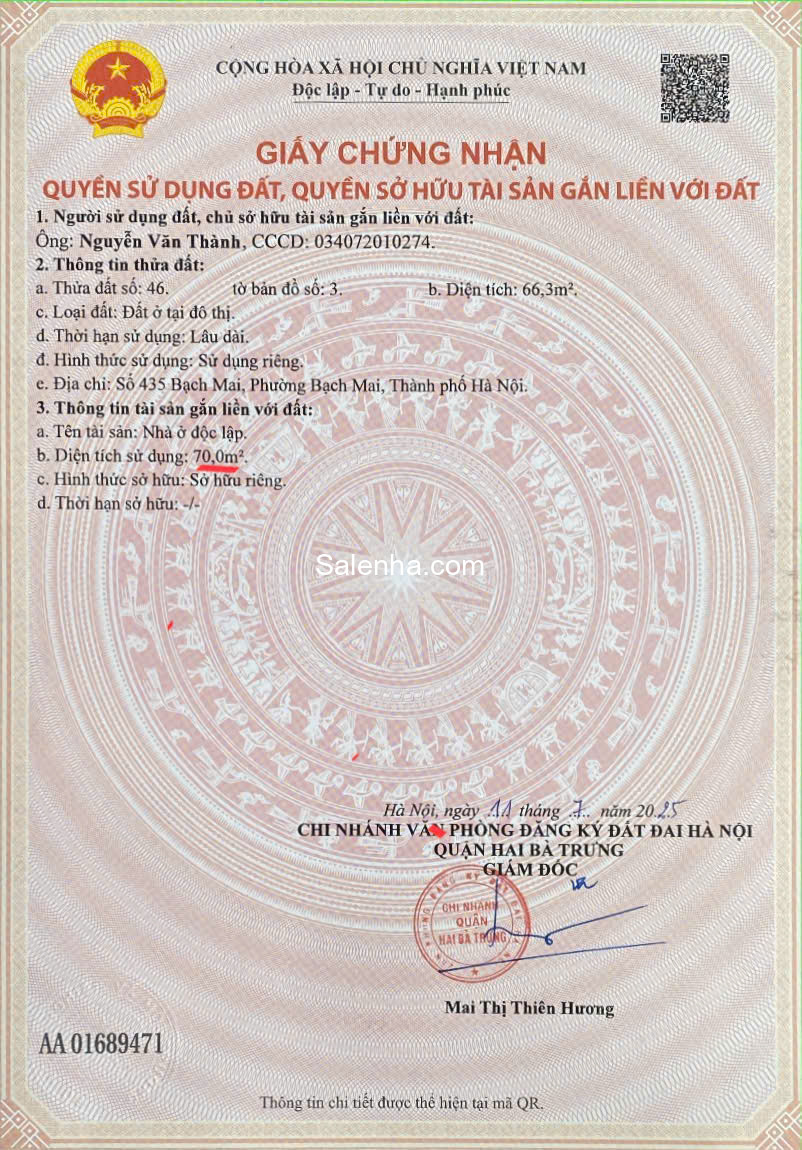 CỘNG HÒA XÃ HỘI CHỦ NGHĨA VIỆT NAM
Độc lập - Tự do - Hạnh phúc
GIẤY CHỨNG NHẬN
QUYỀN SỬ DỤNG ĐẤT, QUYỀN SỞ HỮU TÀI SẢN GẮN LIỀN VỚI ĐẤT
1. Người sử dụng đất, chủ sở hữu tài sản gắn liền với đất:
Ông: Nguyễn Văn Thành, CCCD: 034072010274.
2. Thông tin thửa đất:
a. Thửa đất số: 46. tờ bản đồ số: 3. b. Diện tích: 66,3m².
c. Loại đất: Đất ở tại đô thị.
d. Thời hạn sử dụng: Lâu dài.
đ. Hình thức sử dụng: Sử dụng riêng.
e. Địa chỉ: Số 435 Bạch Mai, Phường Bạch Mai, Thành phố Hà Nội.
3. Thông tin tài sản gắn liền với đất:
a. Tên tài sản: Nhà ở độc lập.
b. Diện tích sử dụng: 70,0m².
c. Hình thức sở hữu: Sở hữu riêng.
d. Thời hạn sở hữu: -/-
Salenha.com
Hà Nội, ngày 11 tháng 7 năm 2025
CHI NHÁNH VĂN PHÒNG ĐĂNG KÝ ĐẤT ĐAI HÀ NỘI
QUẬN HAI BÀ TRƯNG
GIÁM ĐỐC
CHI NHÁNH
QUẬN
HAI BÀ TRƯNG
Mai Thị Thiên Hương
AA 01689471
Thông tin chi tiết được thể hiện tại mã QR.